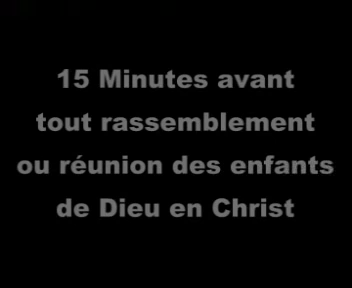 15 Minutes avant
tout rassemblement
ou réunion des enfants
de Dieu en Christ